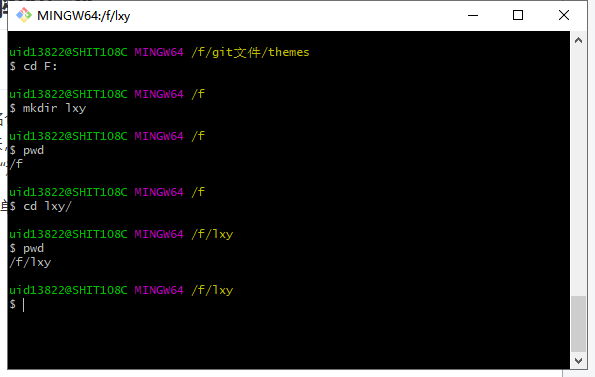 MINGW64:/f/lxy
uid13822@SHIT108C MINGW64 /f/git文件/themes
$ cd F:
uid13822@SHIT108C MINGW64 /f
$ mkdir lxy
uid13822@SHIT108C MINGW64 /f
$ pwd
/f
uid13822@SHIT108C MINGW64 /f
$ cd lxy/
uid13822@SHIT108C MINGW64 /f/lxy
$ pwd
/f/lxy
uid13822@SHIT108C MINGW64 /f/lxy
$